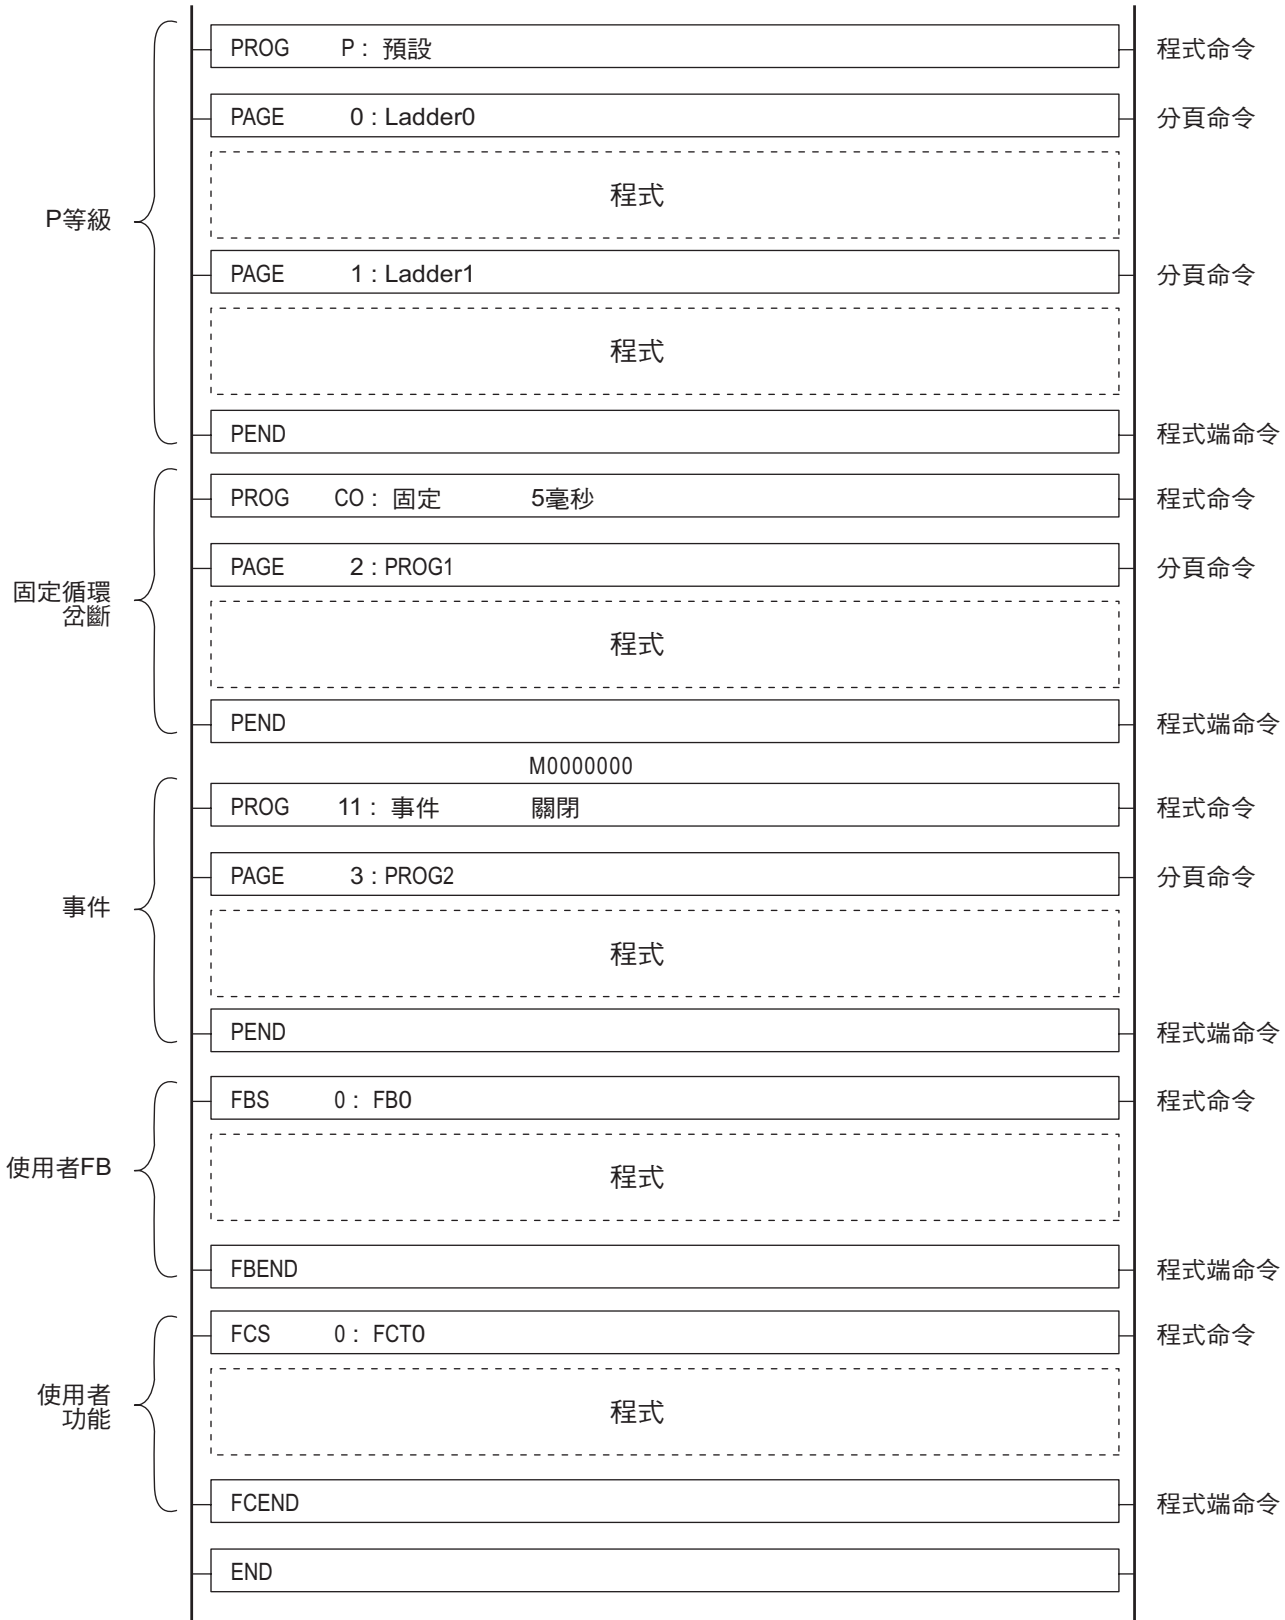 PROG P： 預設 程式命令
PAGE 0 : Ladder0 分頁命令
程式
P等級
PAGE 1 : Ladder1 分頁命令
程式
PEND 程式端命令
PROG CO： 固定 5毫秒 程式命令
PAGE 2 : PROG1 分頁命令
固定循環
岔斷
程式
PEND 程式端命令
M0000000
PROG 11： 事件 關閉 程式命令
PAGE 3 : PROG2 分頁命令
事件
程式
PEND 程式端命令
FBS 0： FB0 程式命令
使用者FB
程式
FBEND 程式端命令
FCS 0： FCT0 程式命令
使用者
功能
程式
FCEND 程式端命令
END